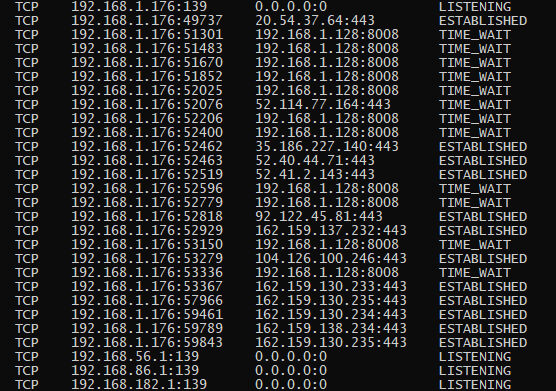 TCP 192.168.1.176:139 0.0.0.0:0 LISTENING
TCP 192.168.1.176:49737 20.54.37.64:443 ESTABLISHED
TCP 192.168.1.176:51301 192.168.1.128:8008 TIME_WAIT
TCP 192.168.1.176:51483 192.168.1.128:8008 TIME_WAIT
TCP 192.168.1.176:51670 192.168.1.128:8008 TIME_WAIT
TCP 192.168.1.176:51852 192.168.1.128:8008 TIME_WAIT
TCP 192.168.1.176:52025 192.168.1.128:8008 TIME_WAIT
TCP 192.168.1.176:52076 52.114.77.164:443 TIME_WAIT
TCP 192.168.1.176:52206 192.168.1.128:8008 TIME_WAIT
TCP 192.168.1.176:52400 192.168.1.128:8008 TIME_WAIT
TCP 192.168.1.176:52462 35.186.227.140:443 ESTABLISHED
TCP 192.168.1.176:52463 52.40.44.71:443 ESTABLISHED
TCP 192.168.1.176:52519 52.41.2.143:443 ESTABLISHED
TCP 192.168.1.176:52596 192.168.1.128:8008 TIME_WAIT
TCP 192.168.1.176:52779 192.168.1.128:8008 TIME_WAIT
TCP 192.168.1.176:52818 92.122.45.81:443 ESTABLISHED
TCP 192.168.1.176:52929 162.159.137.232:443 ESTABLISHED
TCP 192.168.1.176:53150 192.168.1.128:8008 TIME_WAIT
TCP 192.168.1.176:53279 104.126.100.246:443 ESTABLISHED
TCP 192.168.1.176:53336 192.168.1.128:8008 TIME_WAIT
TCP 192.168.1.176:53367 162.159.130.233:443 ESTABLISHED
TCP 192.168.1.176:57966 162.159.130.235:443 ESTABLISHED
TCP 192.168.1.176:59461 162.159.130.234:443 ESTABLISHED
TCP 192.168.1.176:59789 162.159.138.234:443 ESTABLISHED
TCP 192.168.1.176:59843 162.159.130.235:443 ESTABLISHED
TCP 192.168.56.1:139 0.0.0.0:0 LISTENING
TCP 192.168.86.1:139 0.0.0.0:0 LISTENING
TCP 192.168.182.1:139 0.0.0.0:0 LISTENING